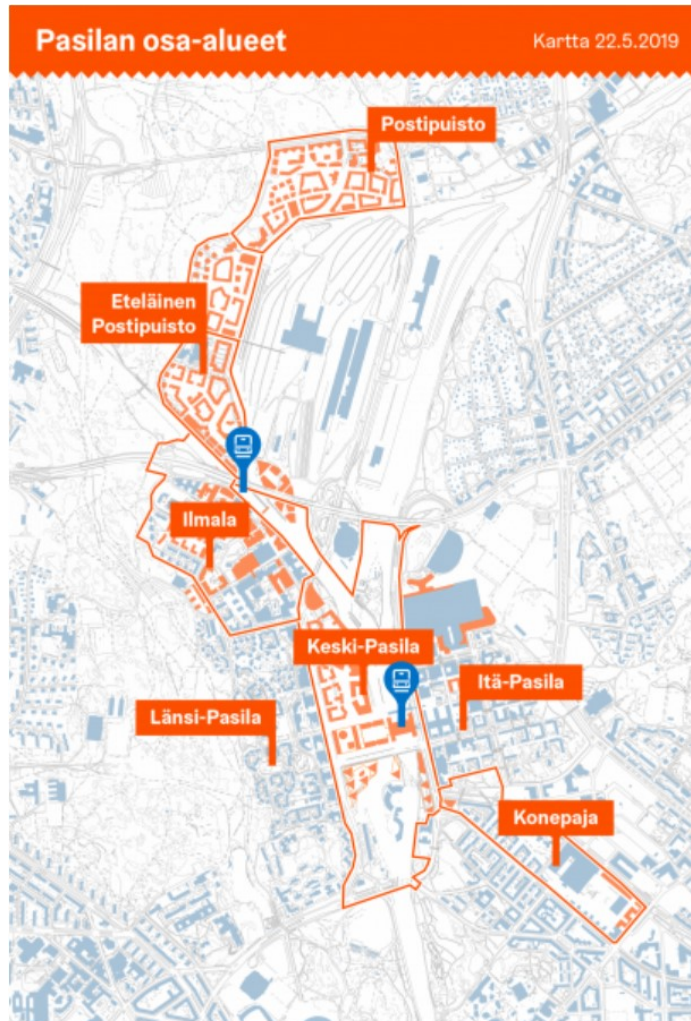 Pasilan osa-alueet
Kartta 22.5.2019
Postipuisto
Eteläinen
Postipuisto
Ilmala
Keski-Pasila
Itä-Pasila
Länsi-Pasila
Konepaja